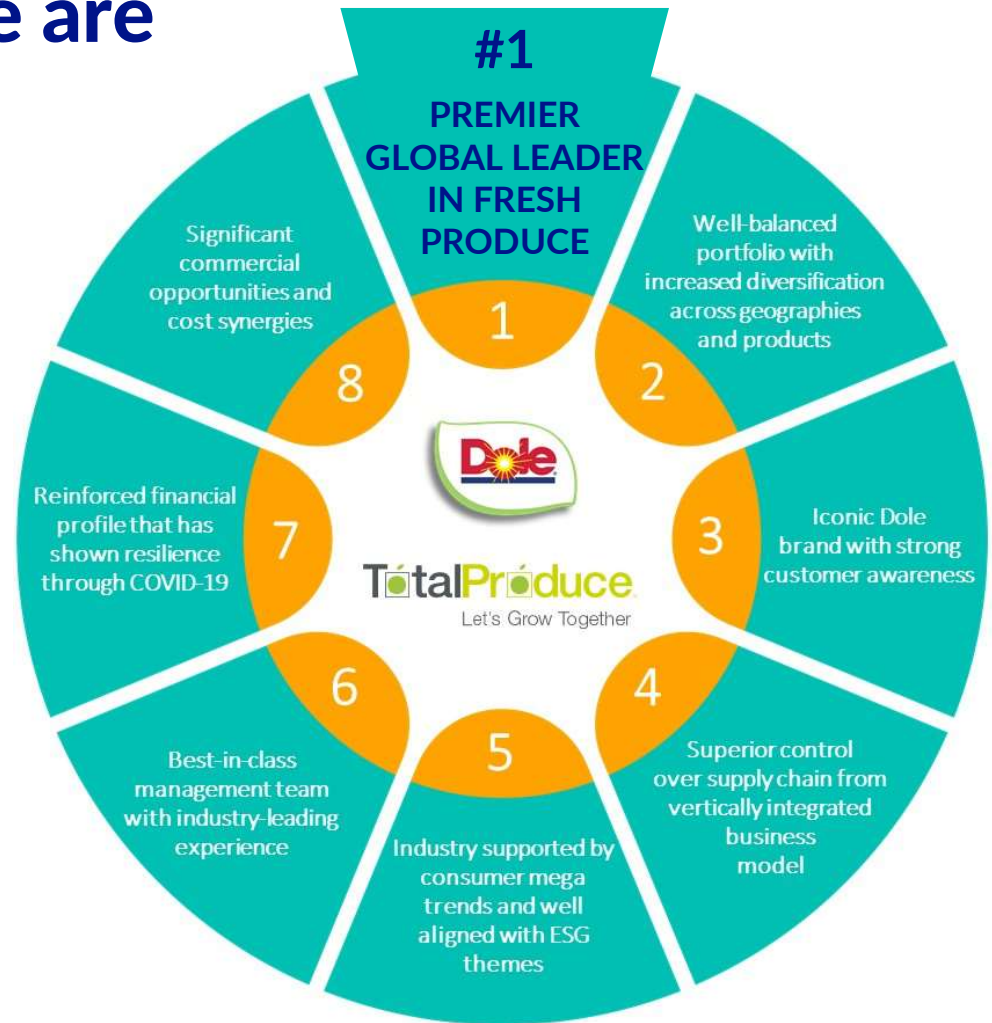 e are
#1
PREMIER
GLOBAL LEADER
IN FRESH
PRODUCE
1
Well-balanced
portfolio with
increased diversification
across geographies
and products
2
Iconic Dole
brand with strong
customer awareness
3
Superior control
over supply chain from
vertically integrated
business
model
4
Industry supported by
consumer mega
trends and well
aligned with ESG
themes
5
Best-in-class
management team
with industry-leading
experience
6
Reinforced financial
profile that has
shown resilience
through COVID-19
7
Significant
commercial
opportunities and
cost synergies
8
Dole
TótalPróduce
Let's Grow Together